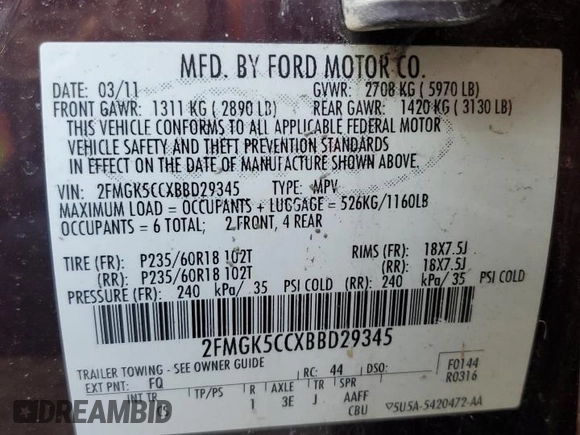 MFD. BY FORD MOTOR CO.
DATE: 03/11 GVWR: 2708 KG ( 5970 LB)
FRONT GAWR: 1311 KG ( 2890 LB) REAR GAWR: 1420 KG ( 3130 LB)
THIS VEHICLE CONFORMS TO ALL APPLICABLE FEDERAL MOTOR
VEHICLE SAFETY AND THEFT PREVENTION STANDARDS
IN EFFECT ON THE DATE OF MANUFACTURE SHOWN ABOVE.
VIN: 2FMGK5CCXBBD29345 TYPE: MPV
MAXIMUM LOAD = OCCUPANTS + LUGGAGE = 526KG/1160LB
OCCUPANTS = 6 TOTAL; 2 FRONT, 4 REAR
TIRE (FR): P235/60R18 102T RIMS (FR): 18X7.5J
(RR): P235/60R18 102T (RR): 18X7.5J
PRESSURE (FR): 240 kPa/ 35 PSI COLD (RR): 240 kPa/ 35 PSI COLD
2FMGK5CCXBBD29345
TRAILER TOWING - SEE OWNER GUIDE RC: 44 DSO: F0144
EXT PNT: FQ R0316
INT TR TP/PS R AXLE TR SPR
1 3E J AAFF
CBU 5U5A-5420472-AA
DREAMBID